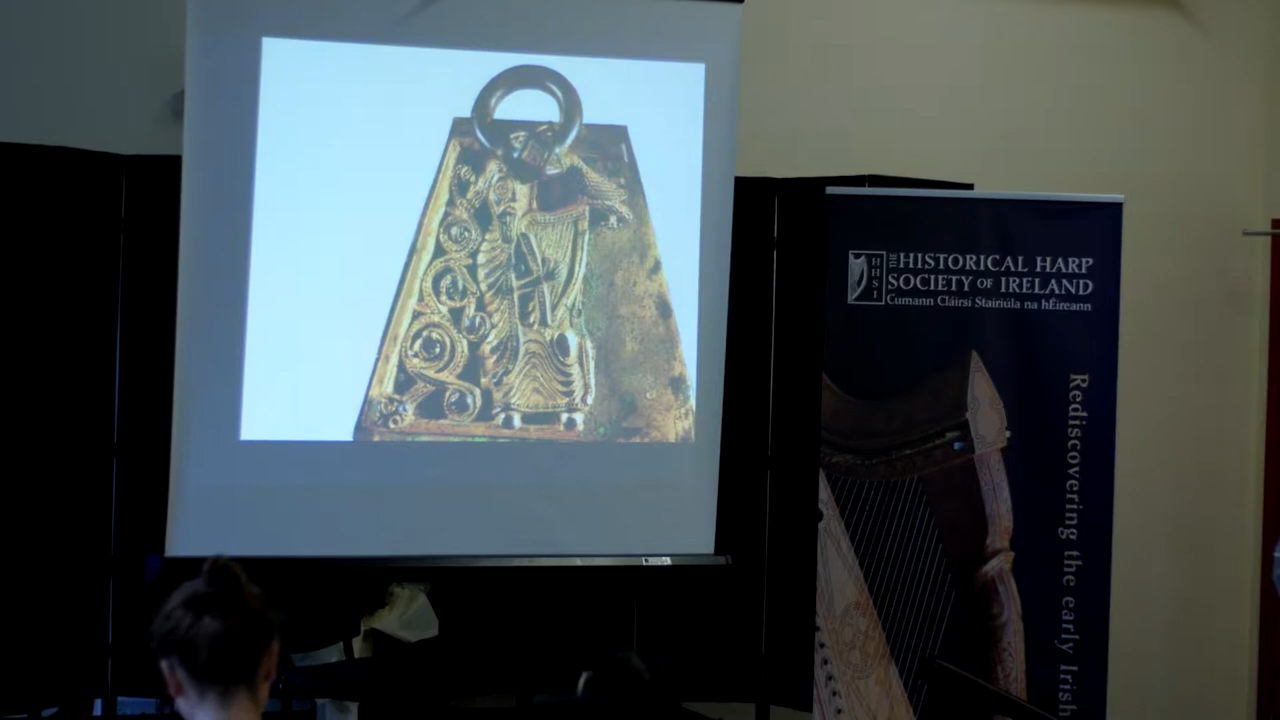 HHSI
THE HISTORICAL HARP
SOCIETY OF IRELAND
Cumann Cláirsí Stairiúla na hÉireann
Rediscovering the early Irish